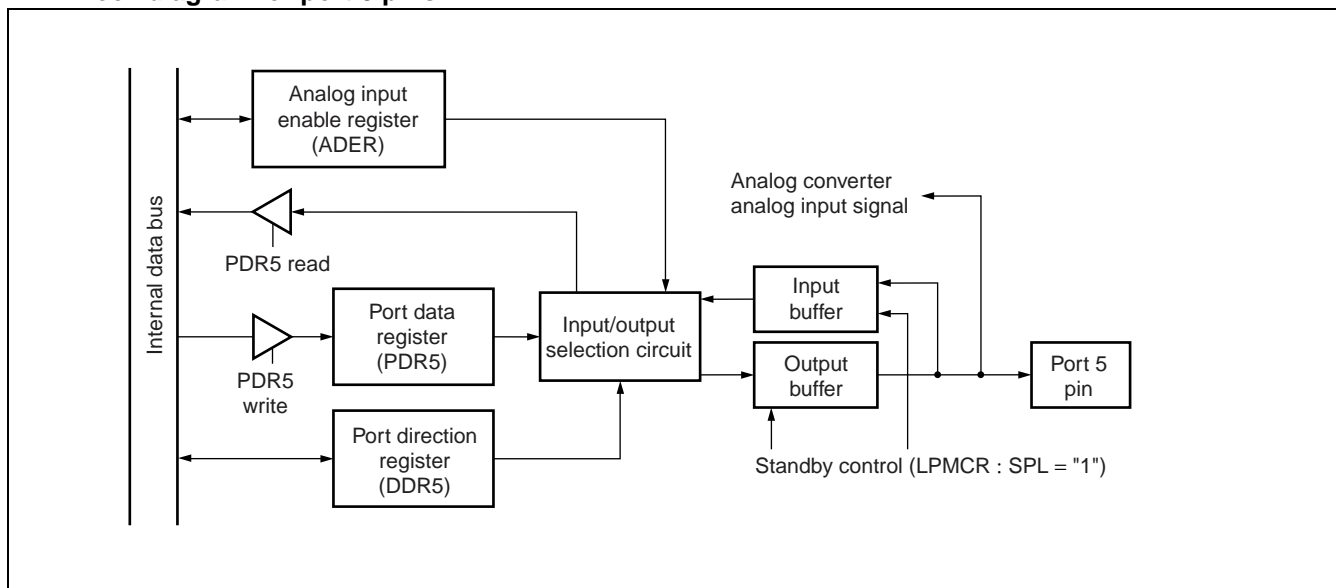 Internal data bus
Analog input
enable register
(ADER)
PDR5 read
PDR5
write
Port data
register
(PDR5)
Port direction
register
(DDR5)
Input/output
selection circuit
Analog converter
analog input signal
Input
buffer
Output
buffer
Port 5
pin
Standby control (LPMCR : SPL = "1")